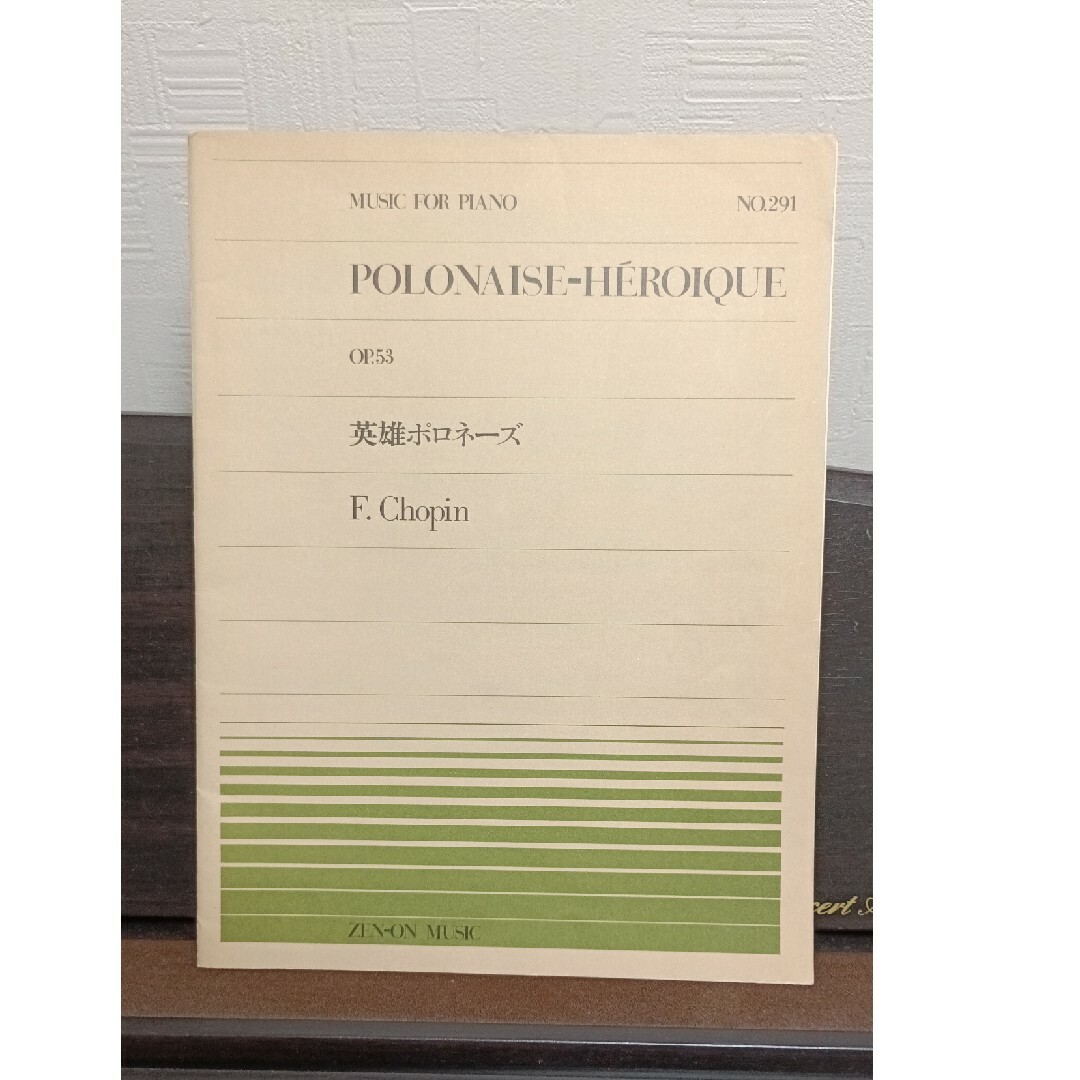 MUSIC FOR PIANO NO.291
POLONAISE-HÉROIQUE
OP.53
英雄ポロネーズ
F. Chopin
ZEN-ON MUSIC